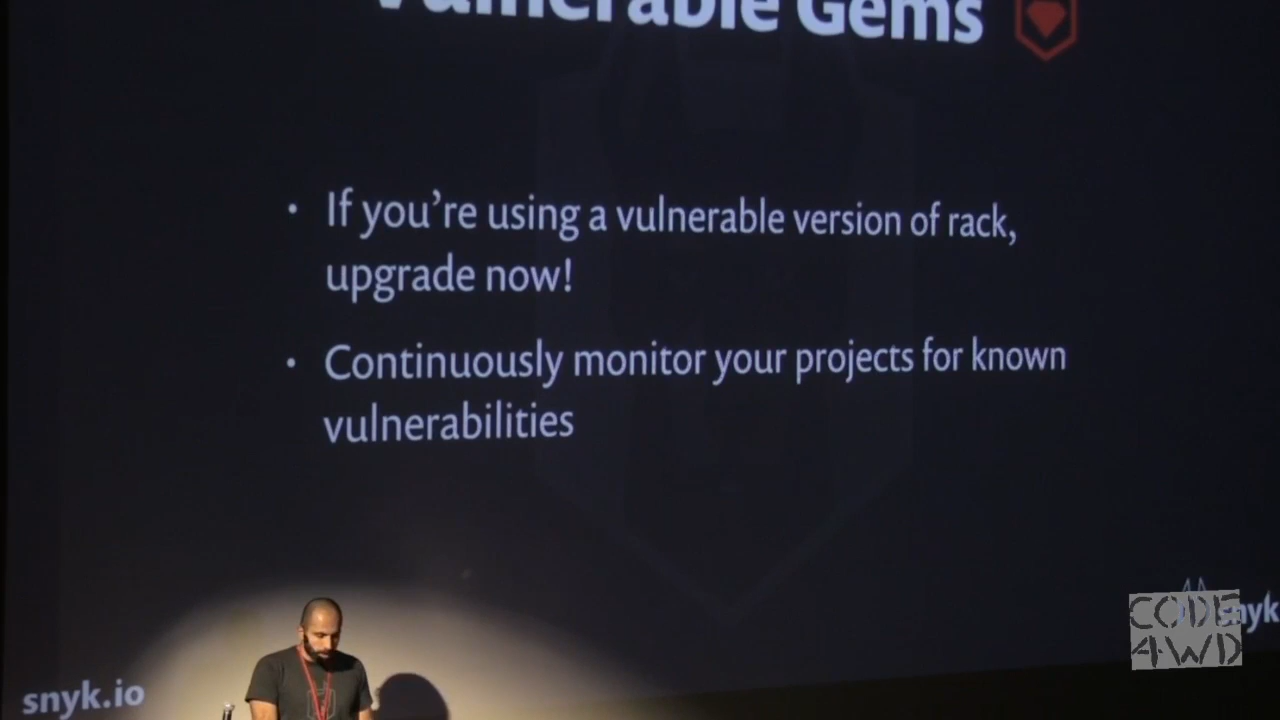 Vulnerable Gems
• If you're using a vulnerable version of rack,
upgrade now!
• Continuously monitor your projects for known
vulnerabilities
snyk
CODE
4WD
snyk.io